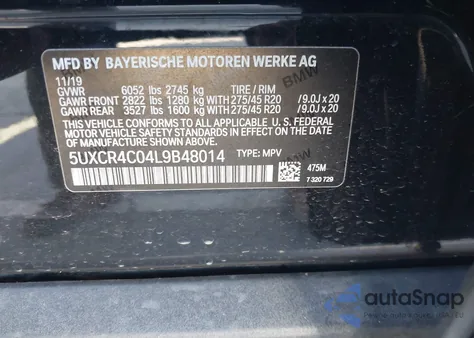 MFD BY BAYERISCHE MOTOREN WERKE AG
11/19
GVWR 6052 lbs 2745 kg TIRE / RIM
GAWR FRONT 2822 lbs 1280 kg WITH 275/45 R20 /9.0J x 20
GAWR REAR 3527 lbs 1600 kg WITH 275/45 R20 /9.0J x 20
THIS VEHICLE CONFORMS TO ALL APPLICABLE U. S. FEDERAL
MOTOR VEHICLE SAFETY STANDARDS IN EFFECT ON THE DATE
OF MANUFACTURE SHOWN ABOVE.
5UXCR4C04L9B48014 TYPE: MPV
475M
7 320 729
BMW
BMW
autoSnap